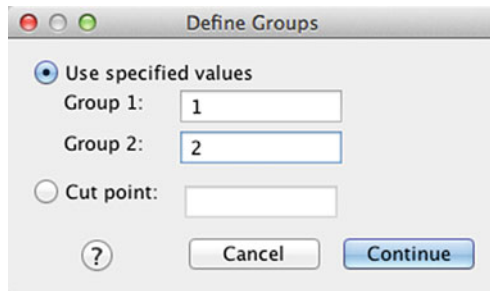 Define Groups
Use specified values
Group 1: 1
Group 2: 2
Cut point:
? Cancel Continue